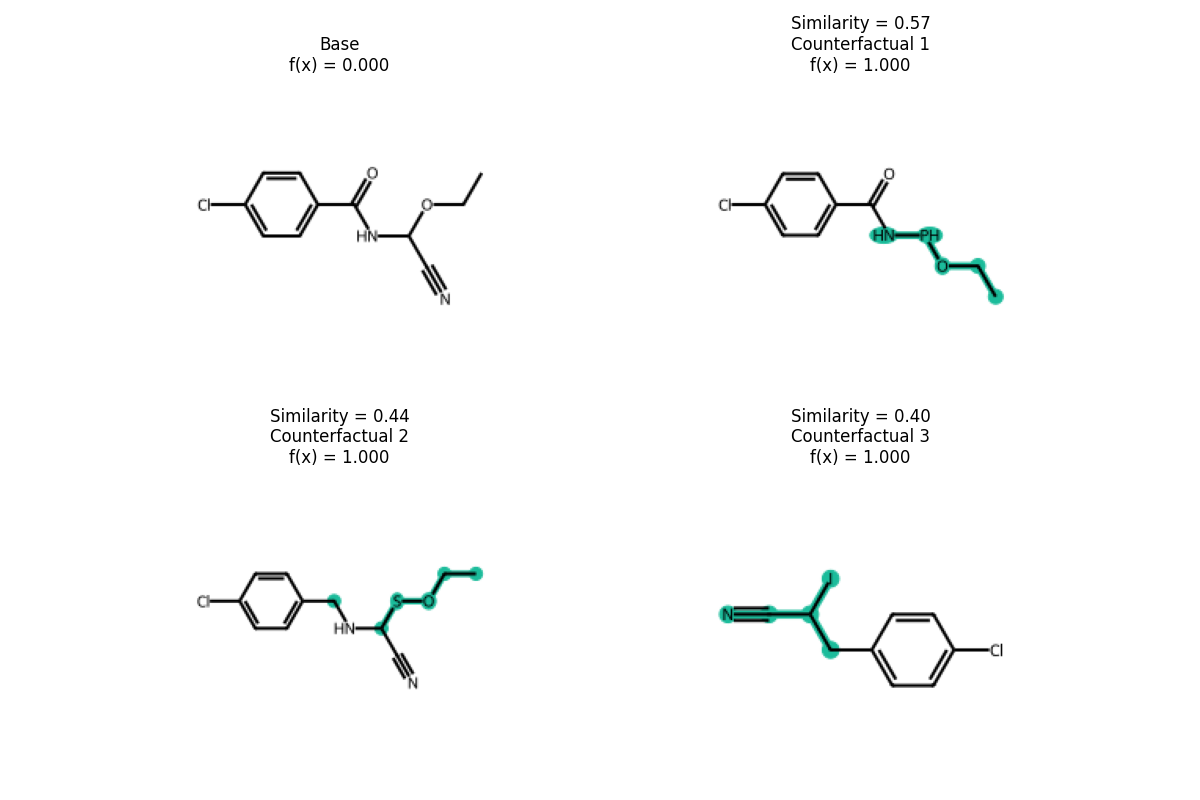 Base
f(x) = 0.000
Similarity = 0.57
Counterfactual 1
f(x) = 1.000
Cl
O
HN
O
N
Cl
O
HN
PH
O
Similarity = 0.44
Counterfactual 2
f(x) = 1.000
Similarity = 0.40
Counterfactual 3
f(x) = 1.000
Cl
S
O
HN
N
I
N
Cl